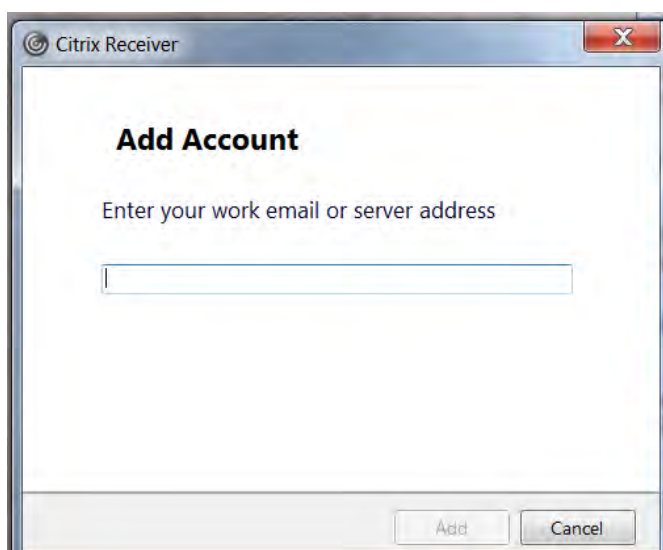 Citrix Receiver
Add Account
Enter your work email or server address
Add
Cancel